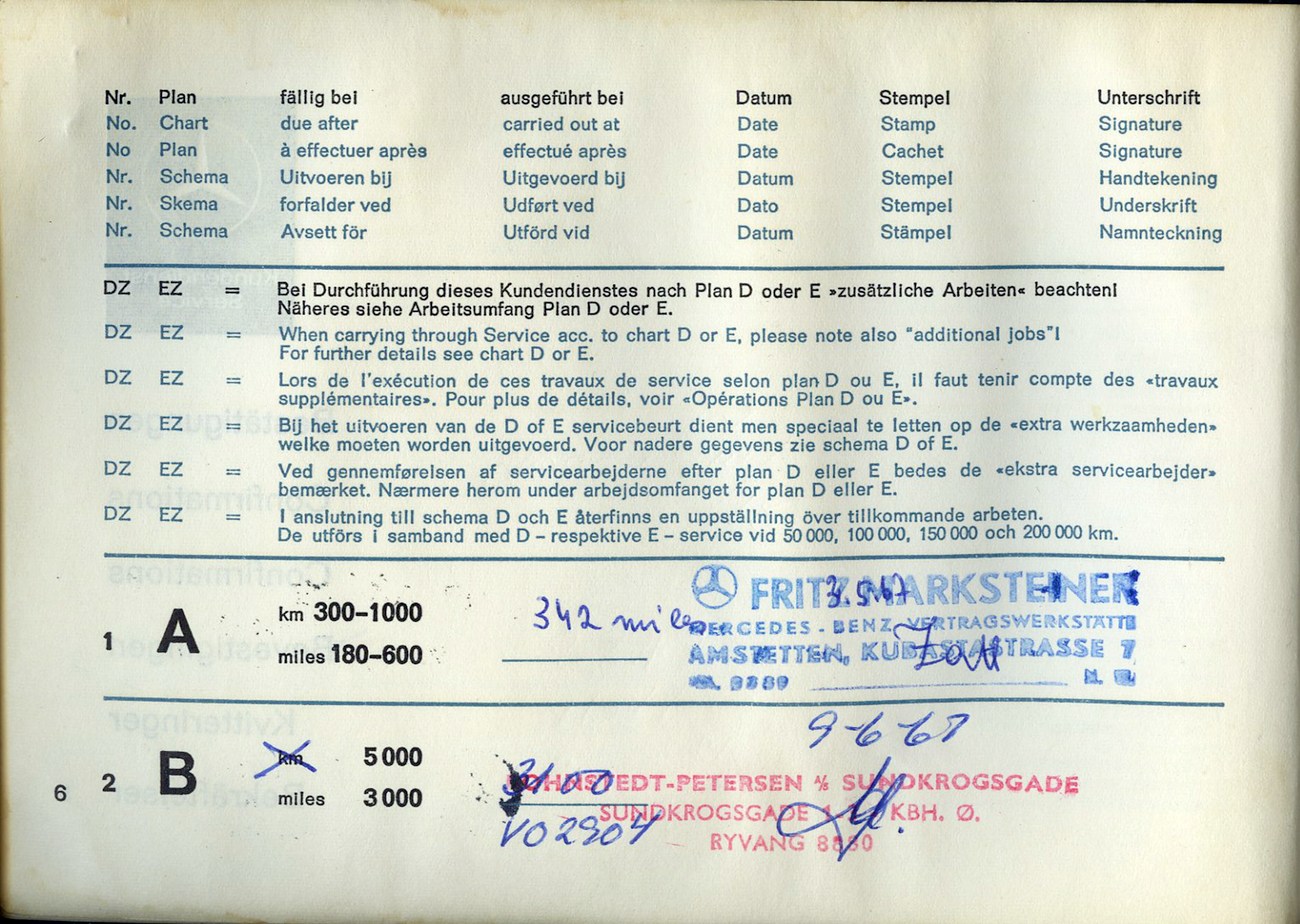 Nr. Plan fällig bei ausgeführt bei Datum Stempel Unterschrift
No. Chart due after carried out at Date Stamp Signature
No Plan à effectuer après effectué après Date Cachet Signature
Nr. Schema Uitvoeren bij Uitgevoerd bij Datum Stempel Handtekening
Nr. Skema forfalder ved Udført ved Dato Stempel Underskrift
Nr. Schema Avsett för Utförd vid Datum Stämpel Namnteckning
DZ EZ = Bei Durchführung dieses Kundendienstes nach Plan D oder E »zusätzliche Arbeiten« beachten!
Näheres siehe Arbeitsumfang Plan D oder E.
DZ EZ = When carrying through Service acc. to chart D or E, please note also "additional jobs"!
For further details see chart D or E.
DZ EZ = Lors de l'exécution de ces travaux de service selon plan D ou E, il faut tenir compte des «travaux
supplémentaires». Pour plus de détails, voir «Opérations Plan D ou E».
DZ EZ = Bij het uitvoeren van de D of E servicebeurt dient men speciaal te letten op de «extra werkzaamheden»
welke moeten worden uitgevoerd. Voor nadere gegevens zie schema D of E.
DZ EZ = Ved gennemførelsen af servicearbejderne efter plan D eller E bedes de «ekstra servicearbejder»
bemærket. Nærmere herom under arbejdsomfanget for plan D eller E.
DZ EZ = I anslutning till schema D och E återfinns en uppställning över tillkommande arbeten.
De utförs i samband med D – respektive E – service vid 50 000, 100 000, 150 000 och 200 000 km.
FRITZ MARKSTEINER
km 300–1000
342 miles
MERCEDES - BENZ VERTRAGSWERKSTÄTTE
1 A
miles 180–600
AMSTETTEN, KUBASTASTRASSE 7
9-6-67
km 5 000
2 B
3100
JOHNSTEDT-PETERSEN A/S SUNDKROGSGADE
6
miles 3 000
SUNDKROGSGADE KBH. Ø.
VO2904
RYVANG 8880